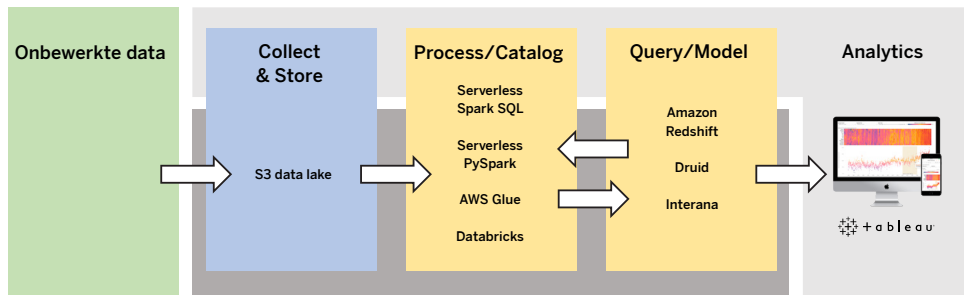 Onbewerkte data
Collect
& Store
S3 data lake
Process/Catalog
Serverless
Spark SQL
Serverless
PySpark
AWS Glue
Databricks
Query/Model
Amazon
Redshift
Druid
Interana
Analytics
+ a b l e a u